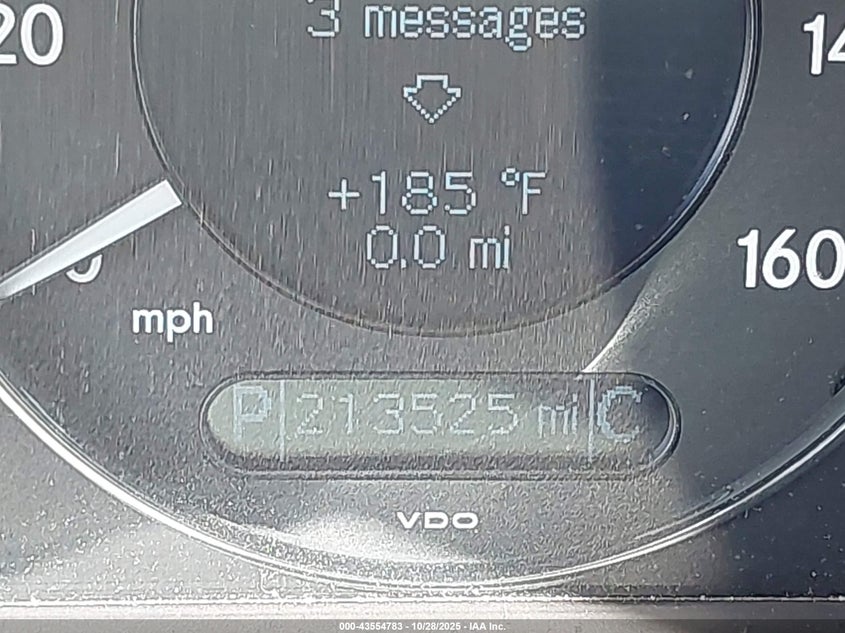 3 messages
20
14
+185 °F
0.0 mi
160
0
mph
P 213525 mi C
VDO
000-43554783 - 10/28/2025 - IAA Inc.